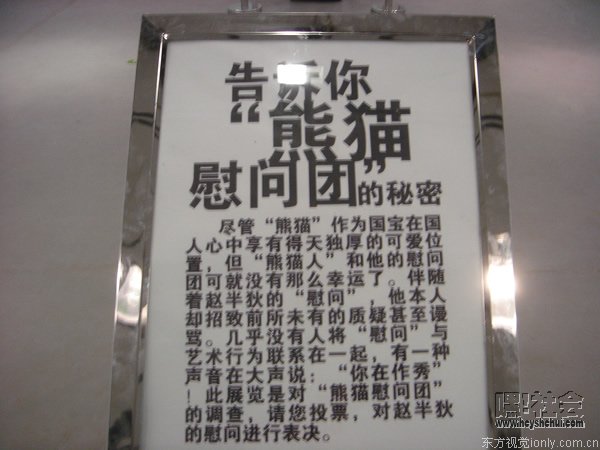 告诉你
“熊猫
慰问团”的秘密
尽管“熊猫”作为国宝在国
人心中享有得天独厚的可爱位
置，但“熊猫人”和他的慰问
团可就没有那么幸运了。伴随
着赵半狄的“慰问”，他本人
却招致前所未有的质疑甚至谩
骂。几乎没有人将“慰问”与
艺术行为联系在一起，有一种
声音在大声说：“你在作秀”
！此展览是对“熊猫慰问团”
的调查，请您投票，对赵半狄
的慰问进行表决。
嘿社会
www.heyshehui.com
东方视觉ionly.com.cn